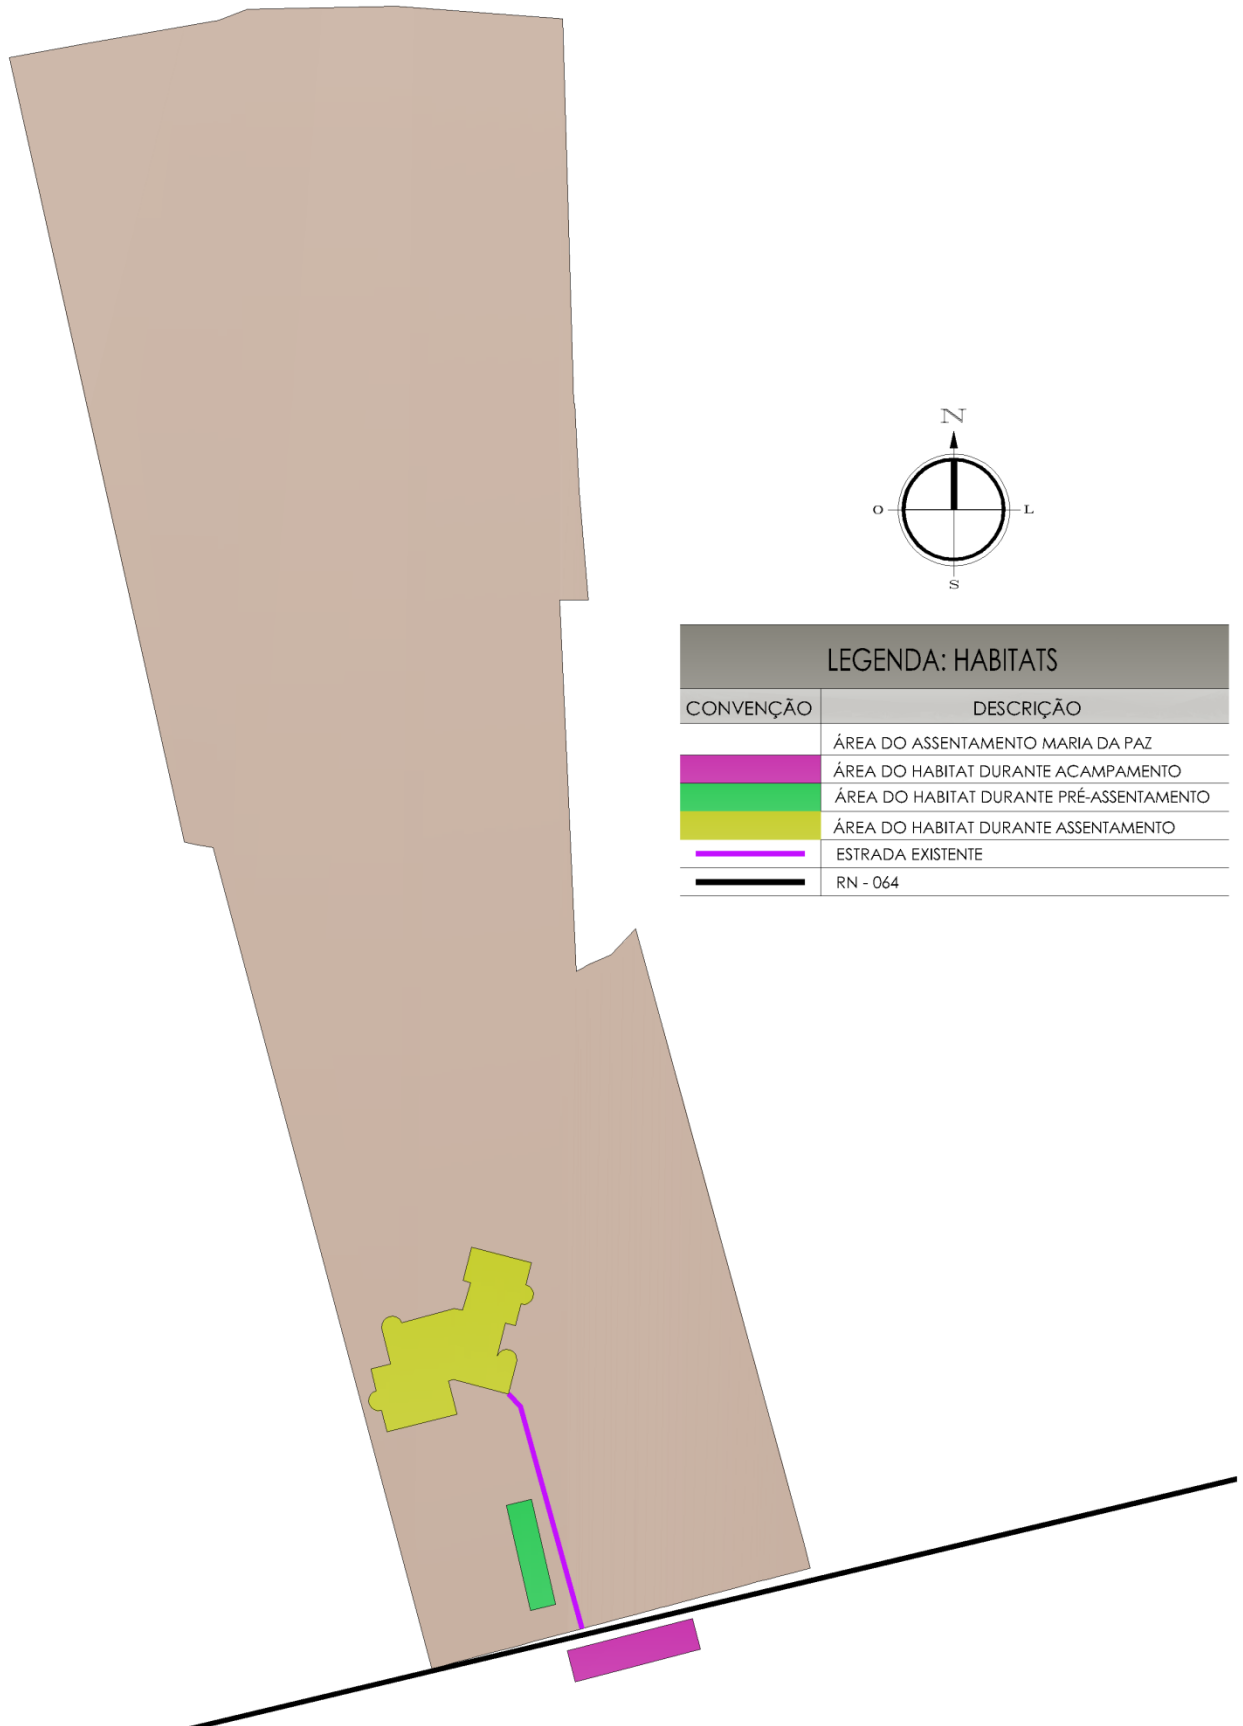 N
O
L
S
LEGENDA: HABITATS
CONVENÇÃO DESCRIÇÃO
ÁREA DO ASSENTAMENTO MARIA DA PAZ
ÁREA DO HABITAT DURANTE ACAMPAMENTO
ÁREA DO HABITAT DURANTE PRÉ-ASSENTAMENTO
ÁREA DO HABITAT DURANTE ASSENTAMENTO
ESTRADA EXISTENTE
RN - 064